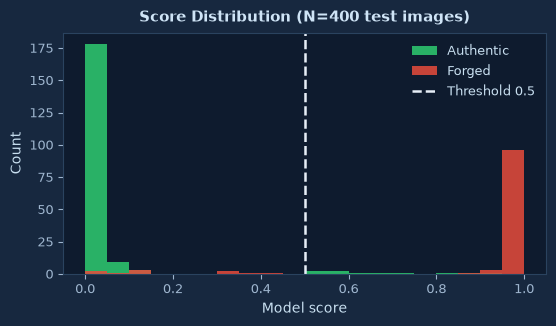 Score Distribution (N=400 test images)
Authentic
Forged
Threshold 0.5
Count
175
150
125
100
75
50
25
0
0.0 0.2 0.4 0.6 0.8 1.0
Model score